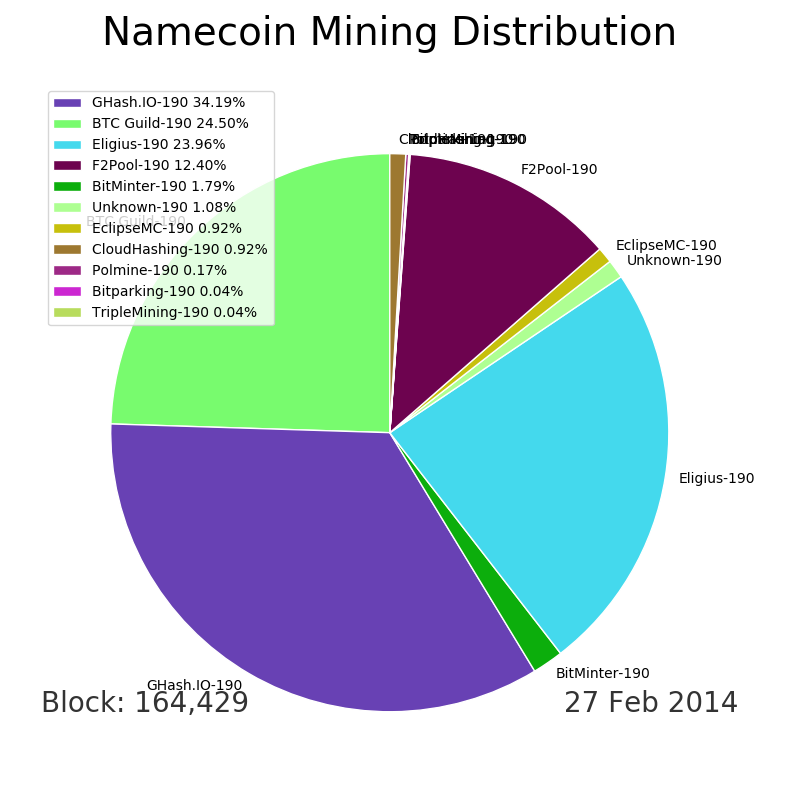 Namecoin Mining Distribution
GHash.IO-190 34.19%
BTC Guild-190 24.50%
Eligius-190 23.96%
F2Pool-190 12.40%
BitMinter-190 1.79%
Unknown-190 1.08%
EclipseMC-190 0.92%
CloudHashing-190 0.92%
Polmine-190 0.17%
Bitparking-190 0.04%
TripleMining-190 0.04%
F2Pool-190
BTC Guild-190
EclipseMC-190
Unknown-190
Eligius-190
BitMinter-190
GHash.IO-190
Block: 164,429
27 Feb 2014